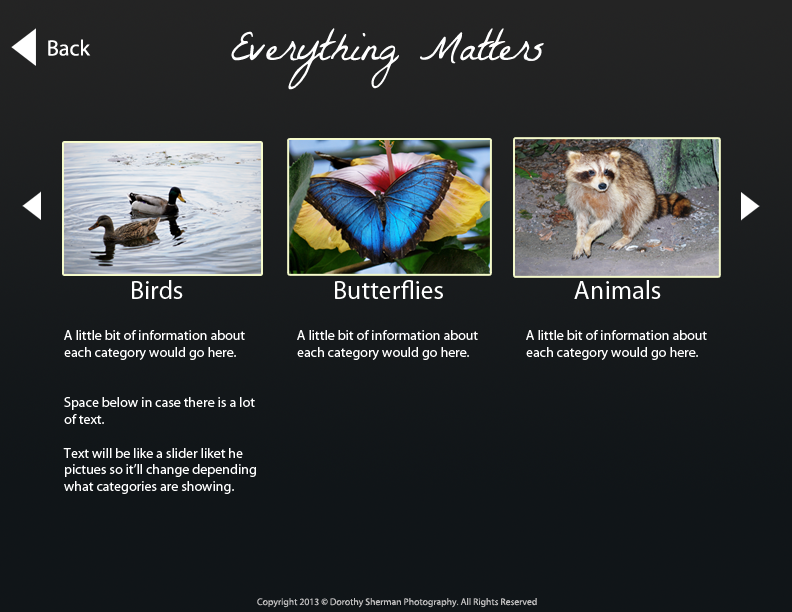 Back
Everything Matters
Birds
Butterflies
Animals
A little bit of information about
each category would go here.
A little bit of information about
each category would go here.
A little bit of information about
each category would go here.
Space below in case there is a lot
of text.
Text will be like a slider liket he
pictues so it'll change depending
what categories are showing.
Copyright 2013 © Dorothy Sherman Photography. All Rights Reserved